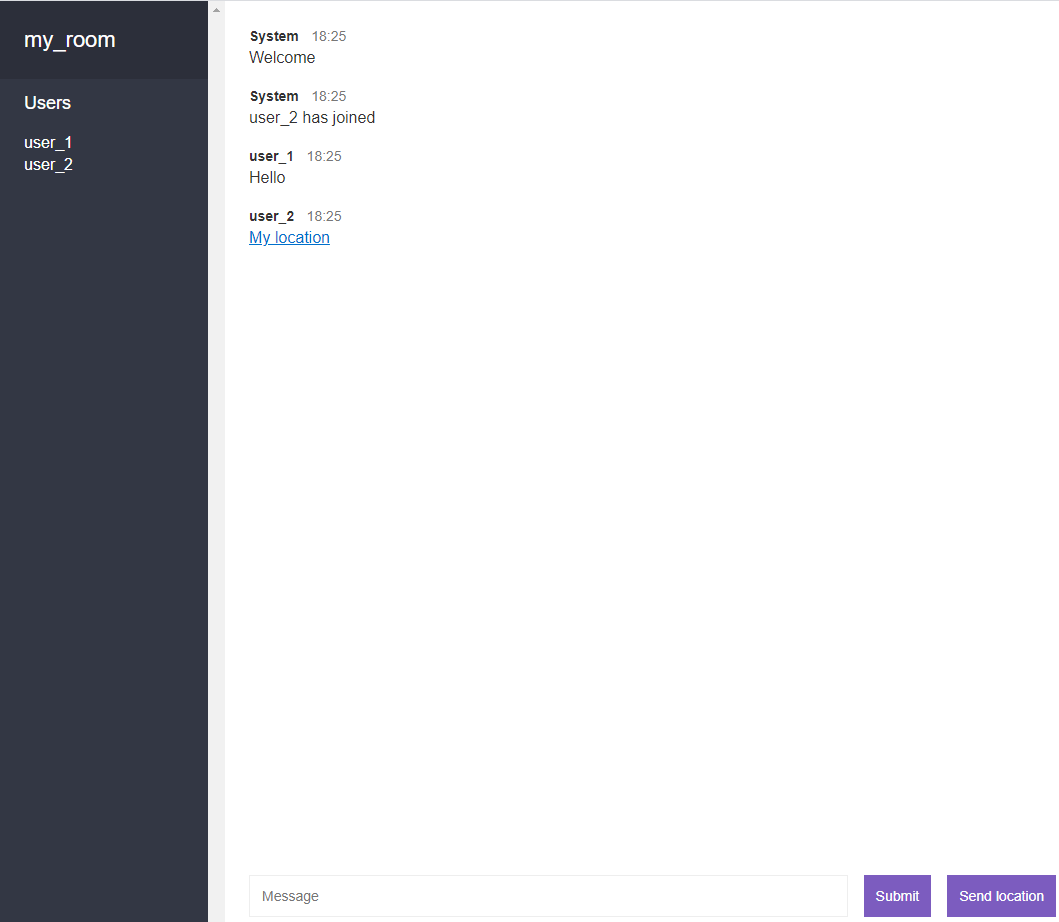 my_room
Users
user_1
user_2
System 18:25
Welcome
System 18:25
user_2 has joined
user_1 18:25
Hello
user_2 18:25
My location
Message
Submit
Send location